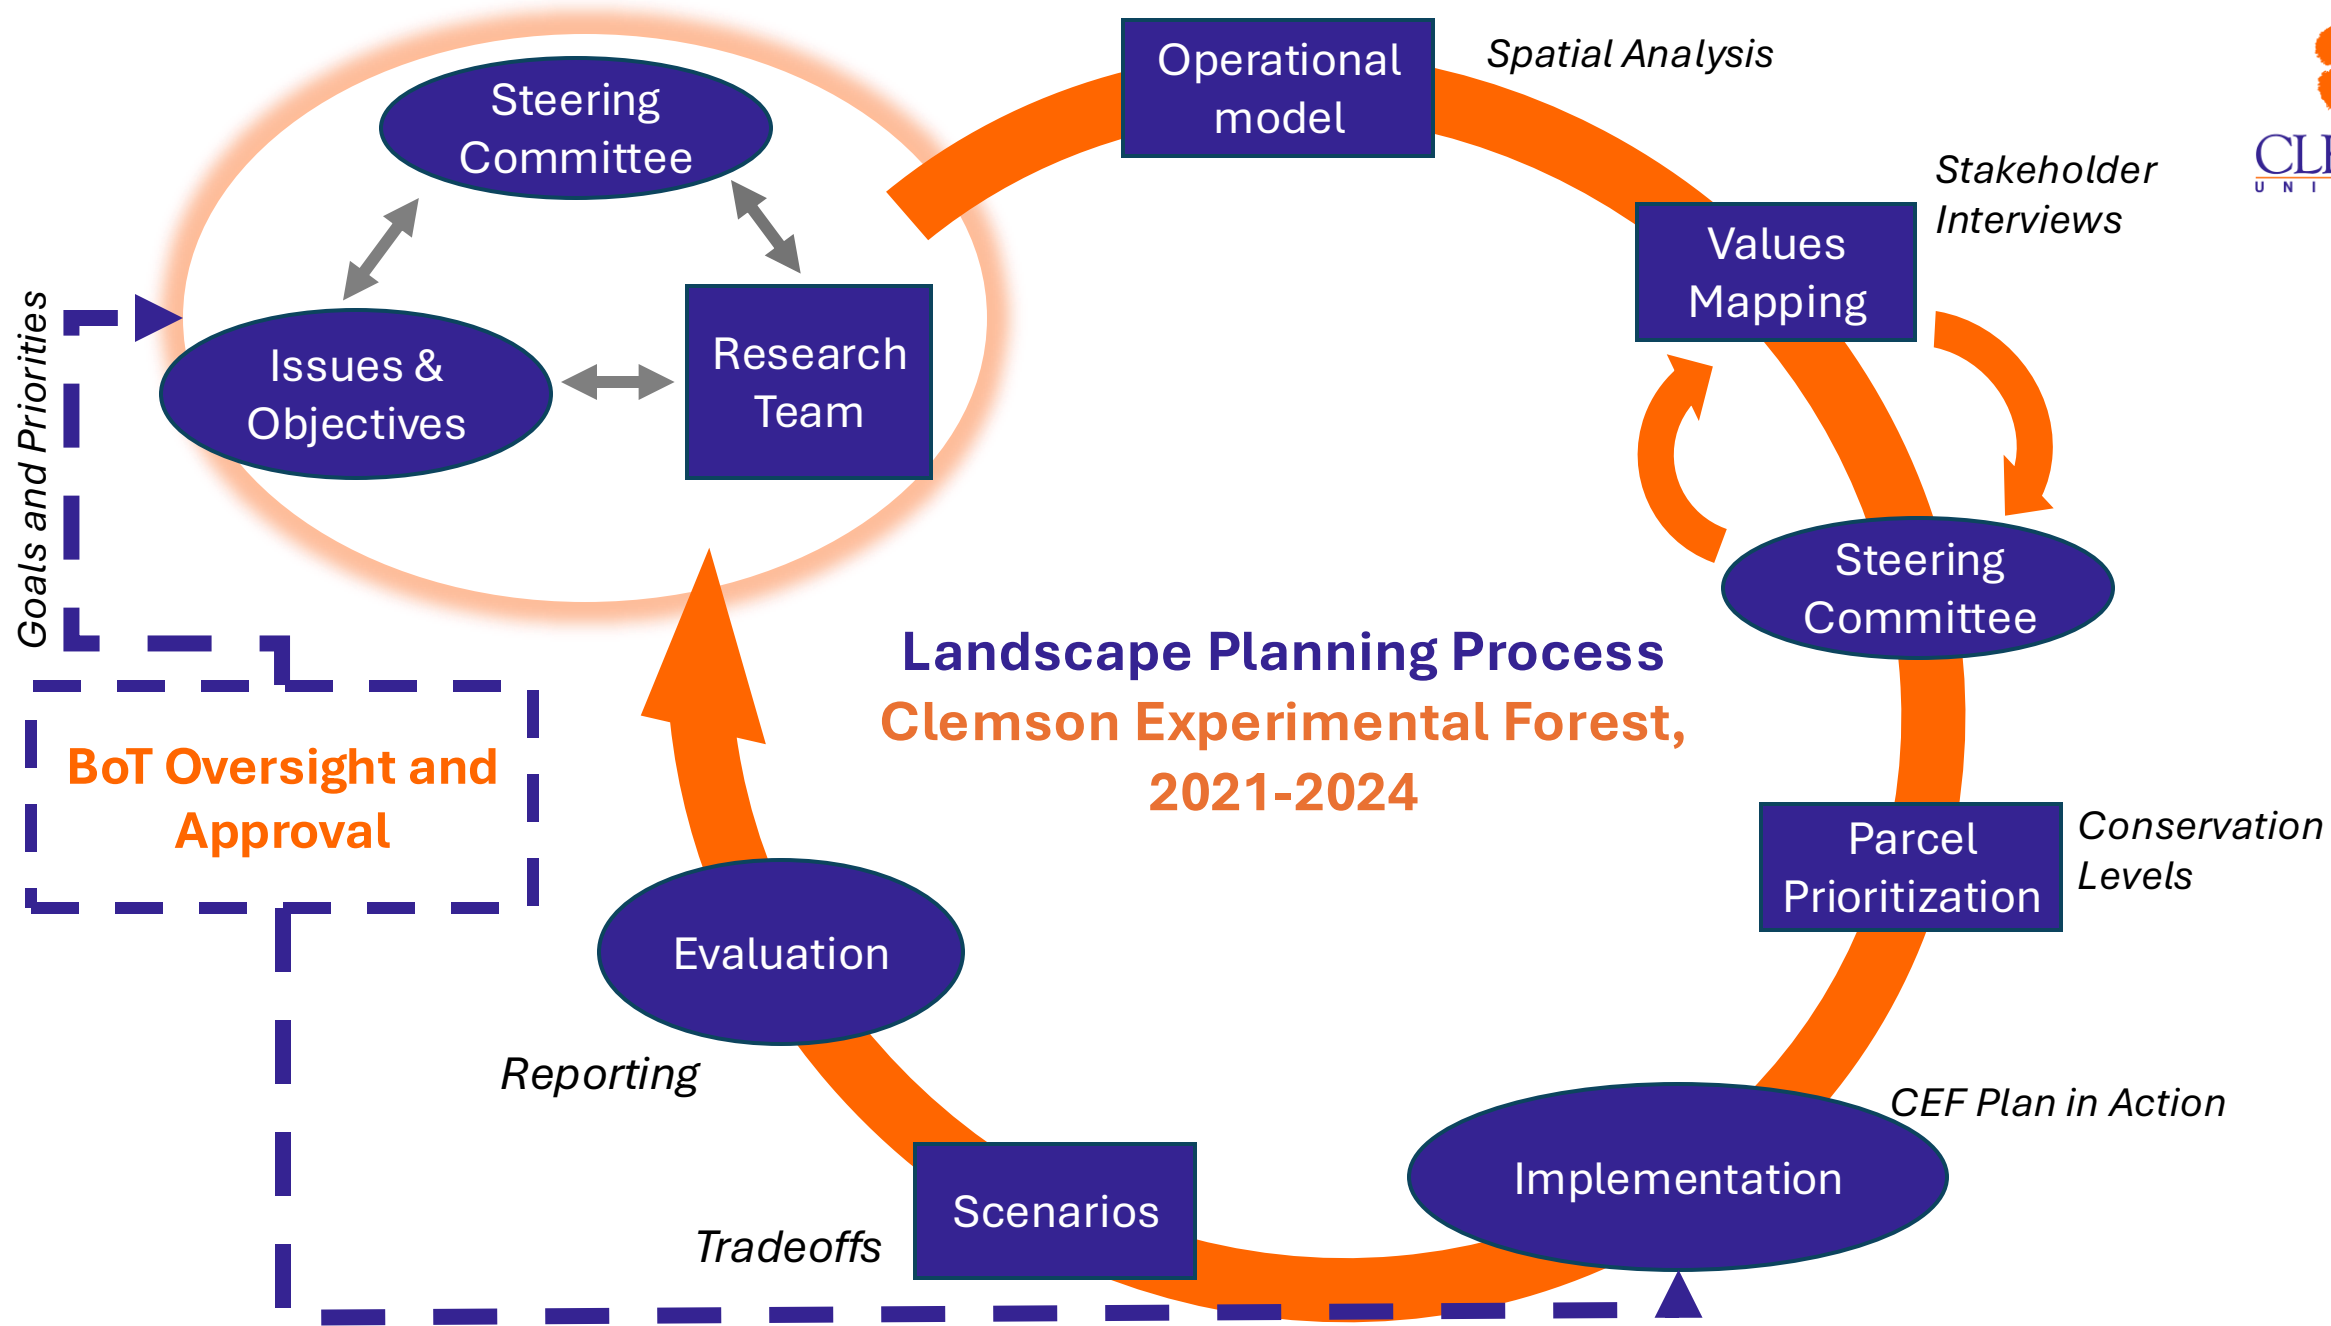 Steering
Committee
Issues &
Objectives
Research
Team
Operational
model
Spatial Analysis
Stakeholder
Interviews
Values
Mapping
Steering
Committee
Landscape Planning Process
Clemson Experimental Forest,
2021-2024
Goals and Priorities
BoT Oversight and
Approval
Parcel
Prioritization
Conservation
Levels
CEF Plan in Action
Implementation
Scenarios
Tradeoffs
Evaluation
Reporting